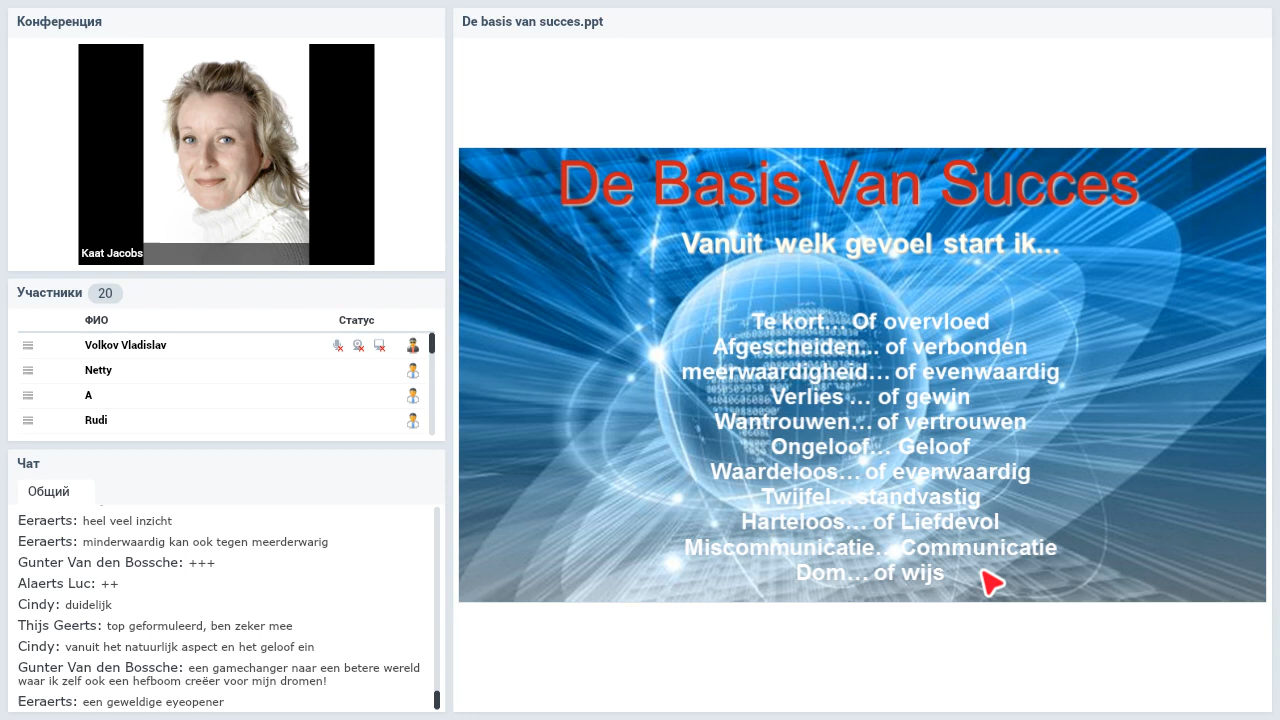 Конференция
Kaat Jacobs
Участники 20
ФИО Статус
Volkov Vladislav
Netty
A
Rudi
Чат
Общий
Eeraerts: heel veel inzicht
Eeraerts: minderwaardig kan ook tegen meerderwarig
Gunter Van den Bossche: +++
Alaerts Luc: ++
Cindy: duidelijk
Thijs Geerts: top geformuleerd, ben zeker mee
Cindy: vanuit het natuurlijk aspect en het geloof ein
Gunter Van den Bossche: een gamechanger naar een betere wereld
waar ik zelf ook een hefboom creëer voor mijn dromen!
Eeraerts: een geweldige eyeopener
De basis van succes.ppt
De Basis Van Succes
Vanuit welk gevoel start ik...
Te kort... Of overvloed
Afgescheiden... of verbonden
meerwaardigheid... of evenwaardig
Verlies ... of gewin
Wantrouwen... of vertrouwen
Ongeloof... Geloof
Waardeloos... of evenwaardig
Twijfel... standvastig
Harteloos... of Liefdevol
Miscommunicatie... Communicatie
Dom... of wijs